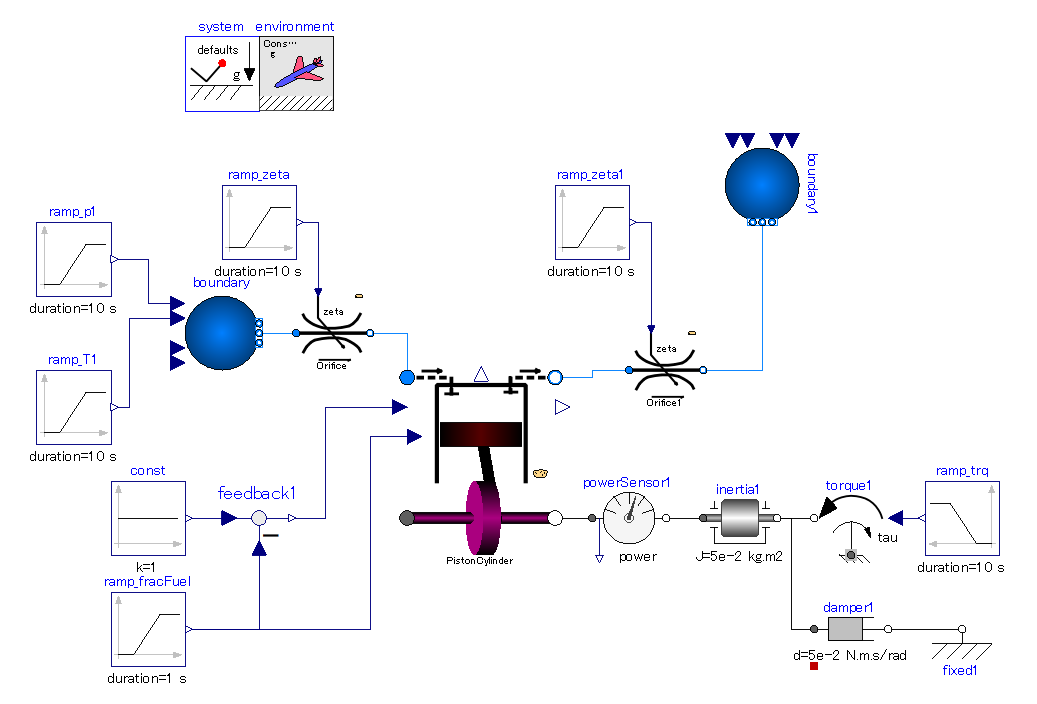 system environment
defaults
g
Cons...
g
boundary1
ramp_zeta
duration=10 s
ramp_zeta1
duration=10 s
ramp_p1
duration=10 s
boundary
zeta
Orifice
zeta
Orifice1
ramp_T1
duration=10 s
const
k=1
feedback1
ramp_fracFuel
duration=1 s
PistonCylinder
powerSensor1
power
inertia1
J=5e-2 kg.m2
torque1
tau
ramp_trq
duration=10 s
damper1
d=5e-2 N.m.s/rad
fixed1